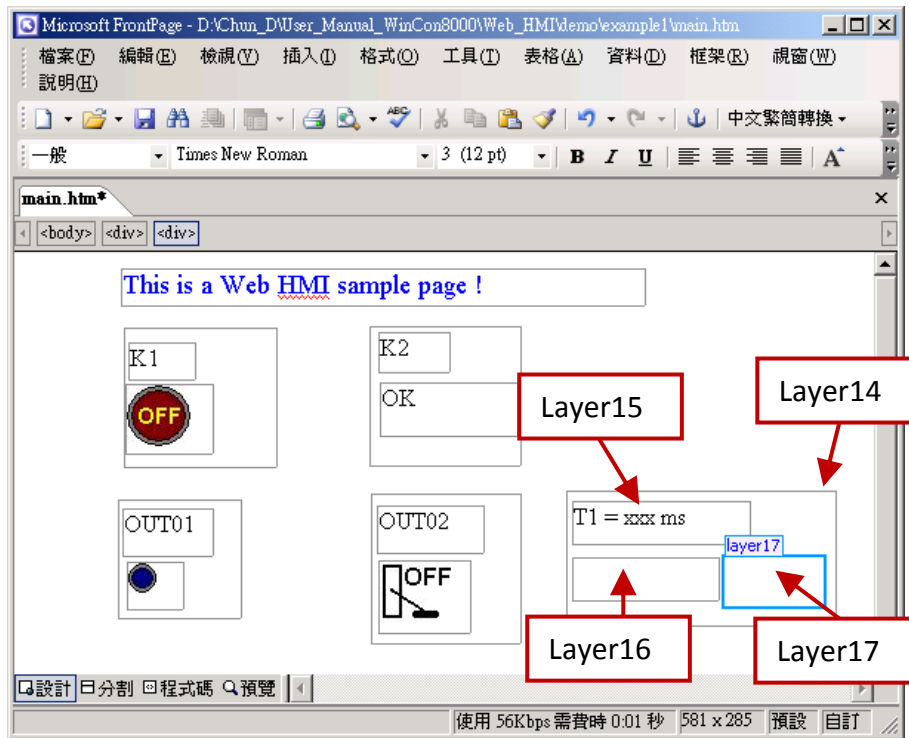 Microsoft FrontPage - D:\Chun_D\User_Manual_WinCon8000\Web_HMI\demo\example1\main.htm
檔案(F) 編輯(E) 檢視(V) 插入(I) 格式(O) 工具(T) 表格(A) 資料(D) 框架(R) 視窗(W)
說明(H)
ABC 中文繁簡轉換
一般 Times New Roman 3 (12 pt) B I U A
main.htm*
<body> <div> <div>
This is a Web HMI sample page !
K1
OFF
K2
OK
Layer15
Layer14
OUT01
OUT02
OFF
T1 = xxx ms
layer17
Layer16
Layer17
設計 分割 程式碼 預覽
使用 56Kbps 需費時 0:01 秒 581 x 285 預設 自訂